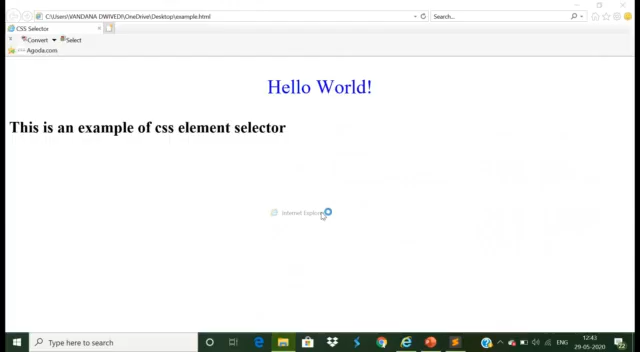 C:\Users\VANDANA DWIVEDI\OneDrive\Desktop\example.html
Search...
CSS Selector
Convert
Select
Agoda.com
Hello World!
This is an example of css element selector
Internet Explorer
Type here to search
ENG
12:43
29-05-2020
22